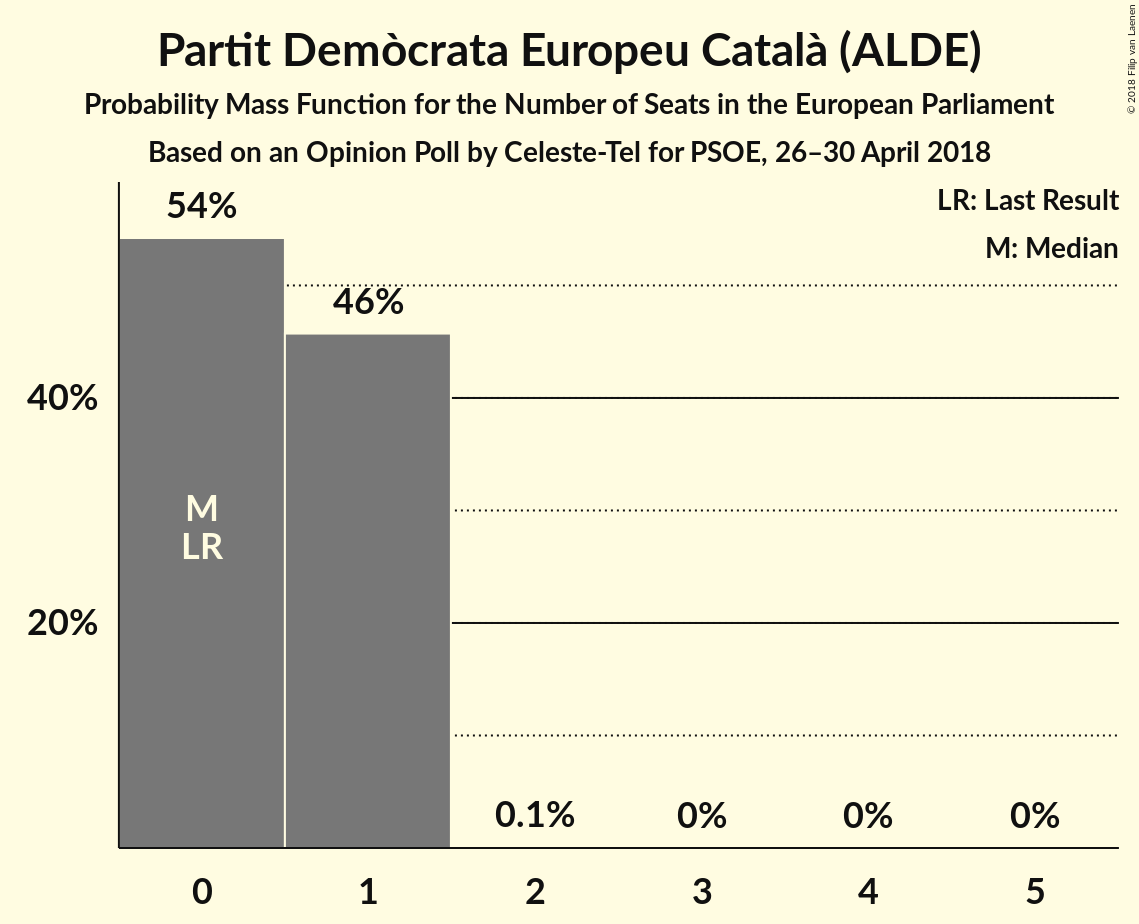 Partit Demòcrata Europeu Català (ALDE)
Probability Mass Function for the Number of Seats in the European Parliament
Based on an Opinion Poll by Celeste-Tel for PSOE, 26–30 April 2018
© 2018 Filip van Laenen
LR: Last Result
M: Median
54%
46%
40%
20%
M
LR
0.1%
0%
0%
0%
0
1
2
3
4
5